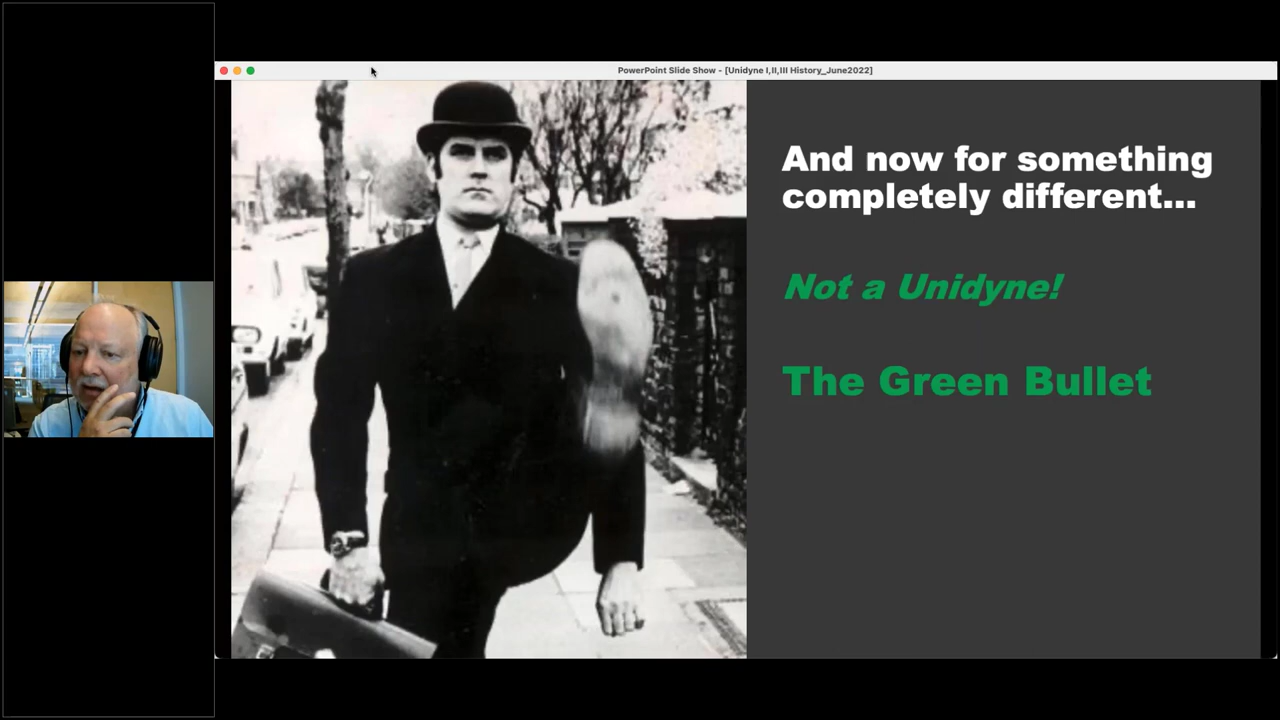 PowerPoint Slide Show - [Unidyne I,II,III History_June2022]
And now for something
completely different...
Not a Unidyne!
The Green Bullet